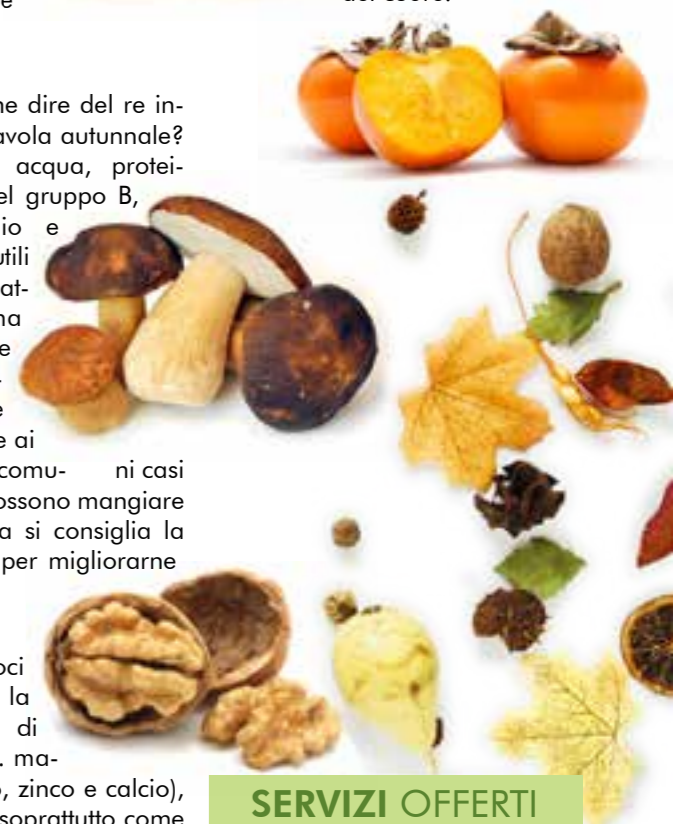 ne dire del re in-
avola autunnale?
acqua, protei-
el gruppo B,
io e
utili
at-
na
e
e
e ai
comu- ni casi
ossono mangiare
a si consiglia la
per migliorarne
oci
la
di
. ma-
, zinco e calcio),
soprattutto come
SERVIZI OFFERTI